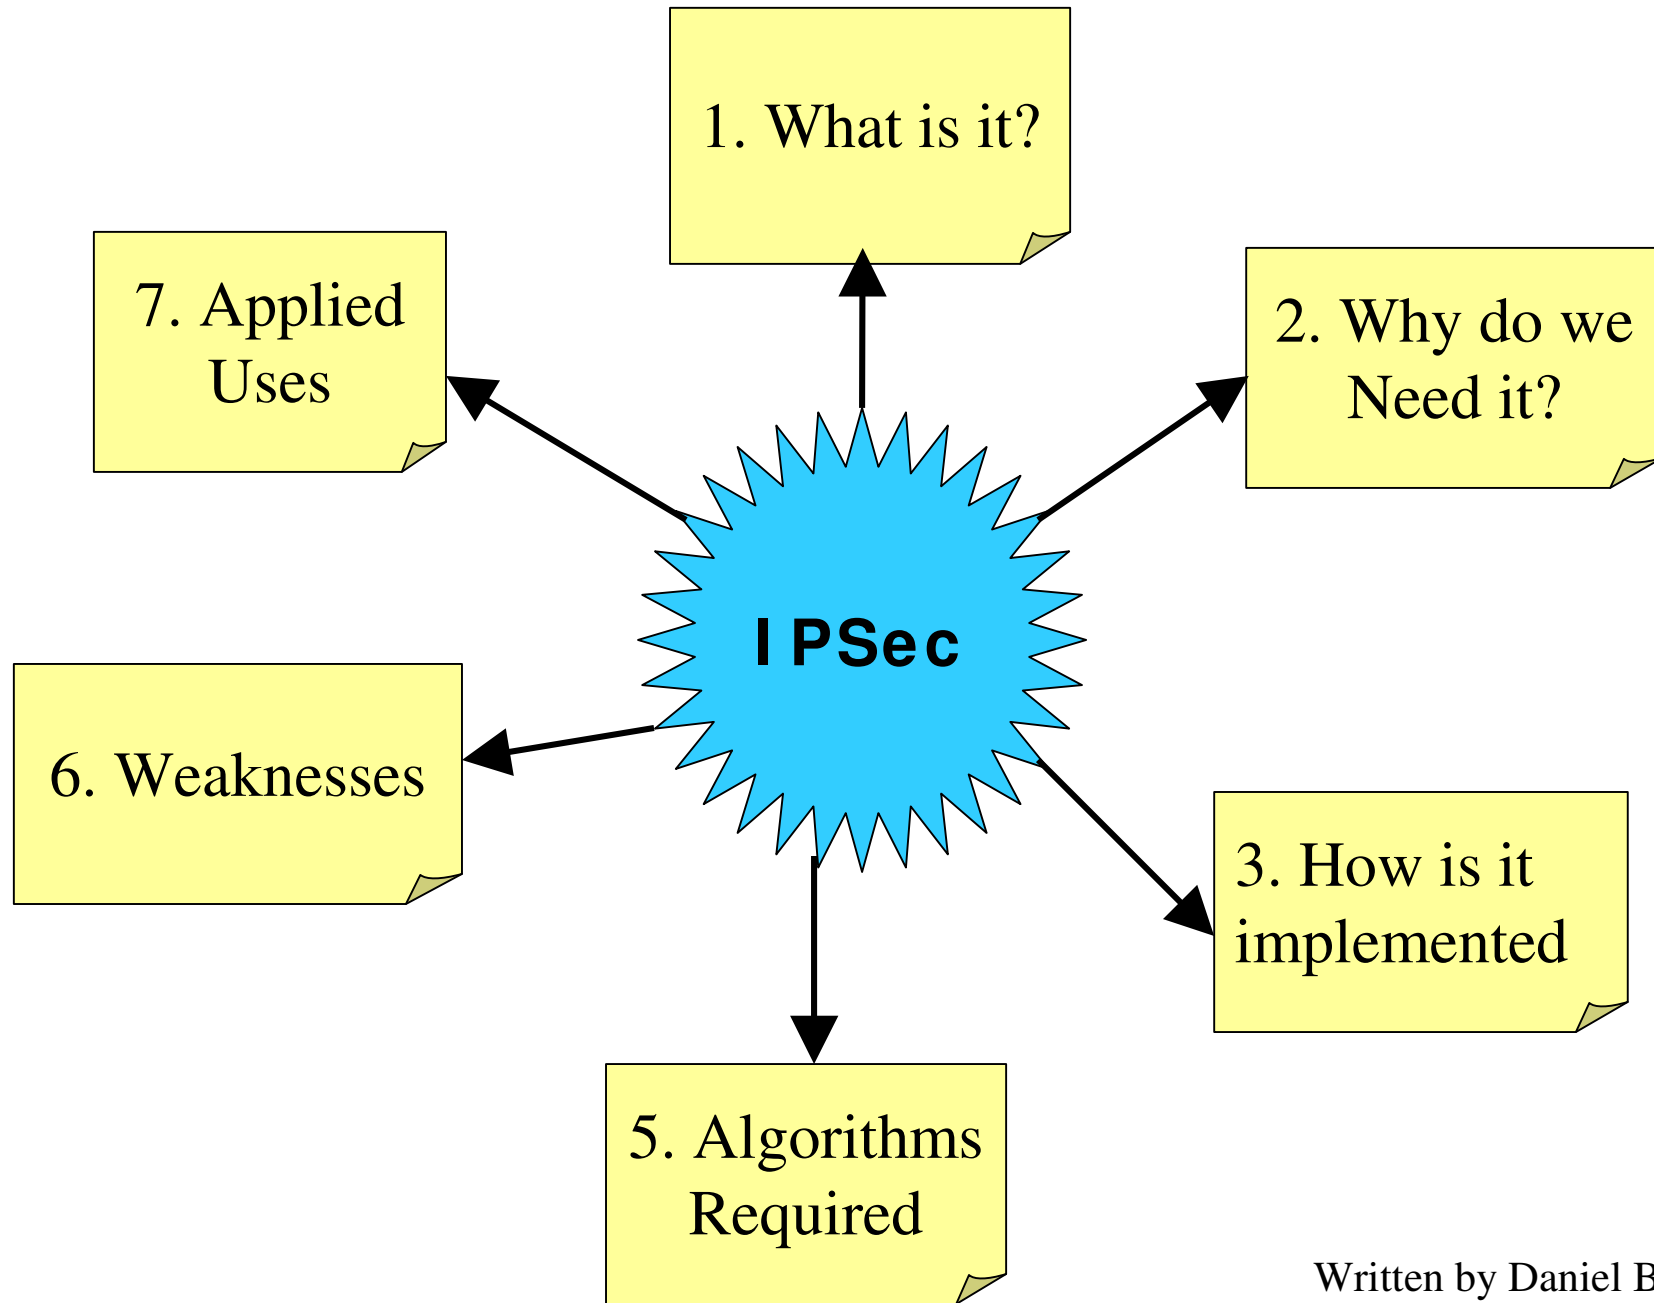 1. What is it?
7. Applied
Uses
2. Why do we
Need it?
IPSec
6. Weaknesses
3. How is it
implemented
5. Algorithms
Required
Written by Daniel B